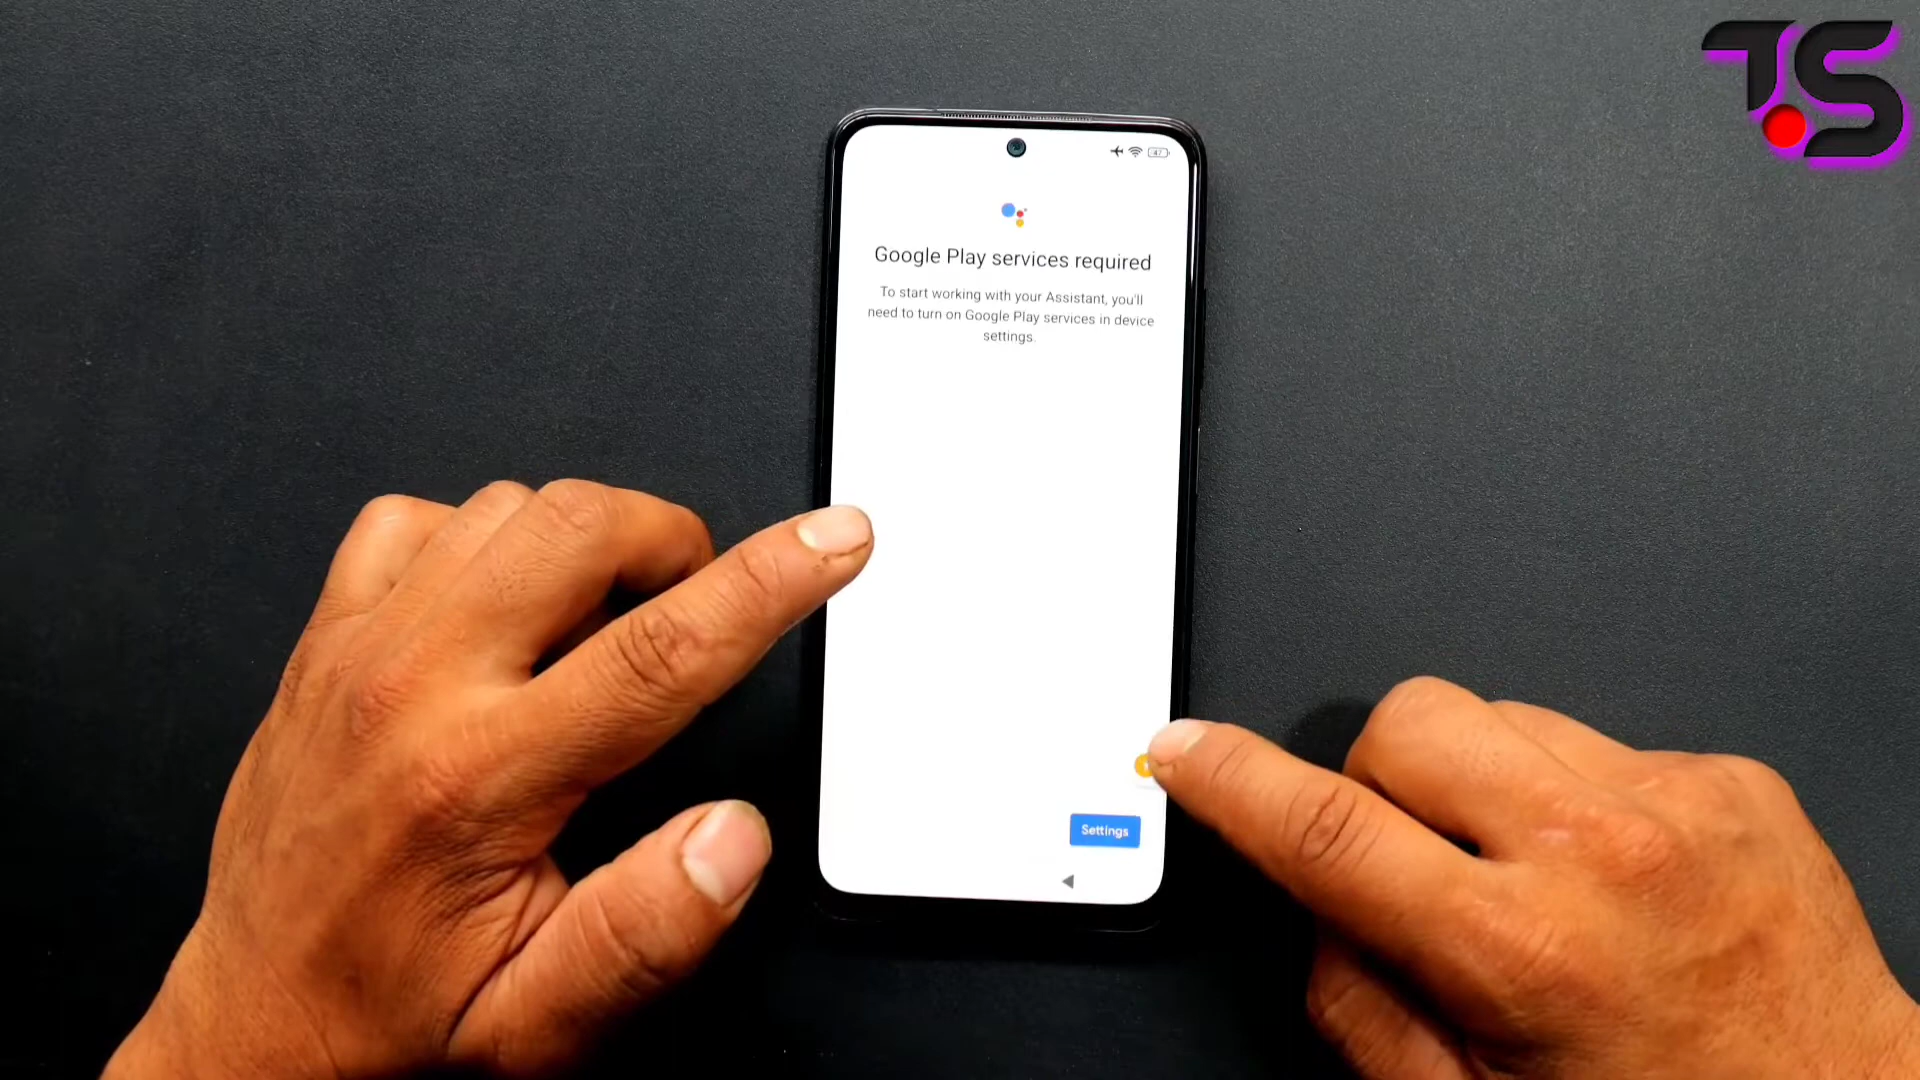 T.S
47
Google Play services required
To start working with your Assistant, you'll
need to turn on Google Play services in device
settings.
Settings